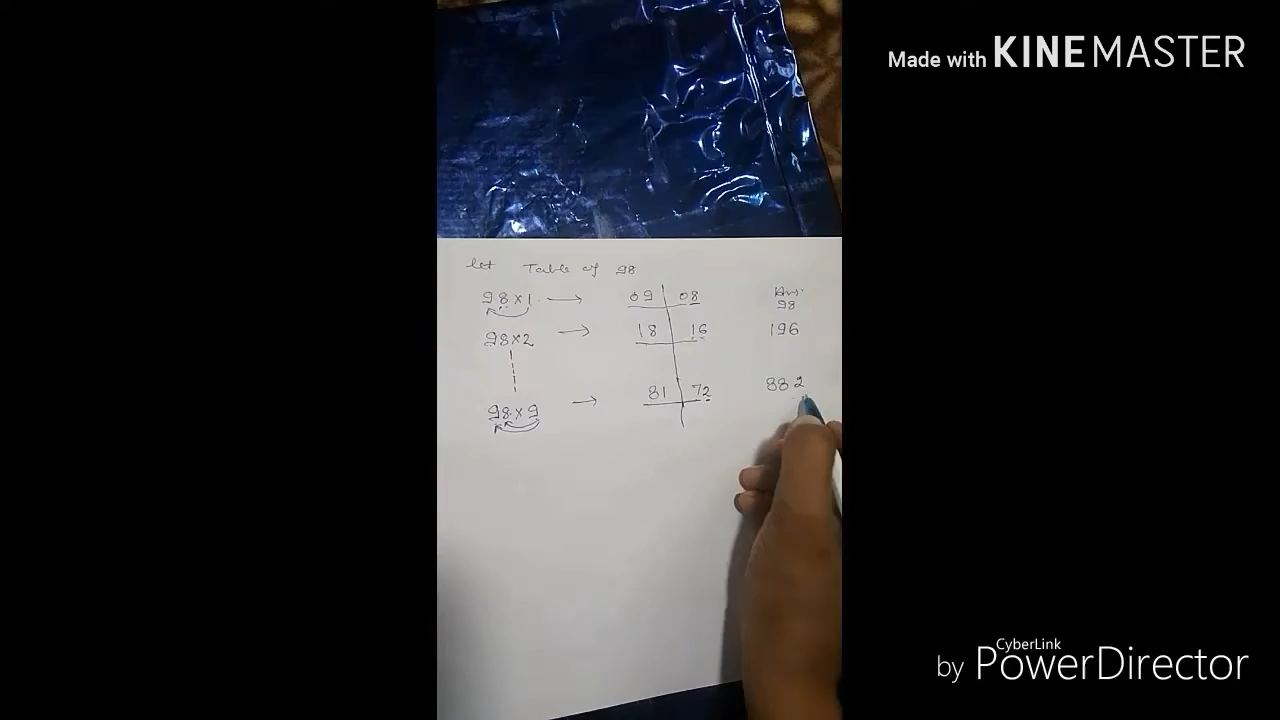 Made with KINEMASTER
let Table of 98
Ans:
98×1 → 09 08 98
98×2 → 18 16 196
98×9 → 81 72 882
CyberLink
by PowerDirector